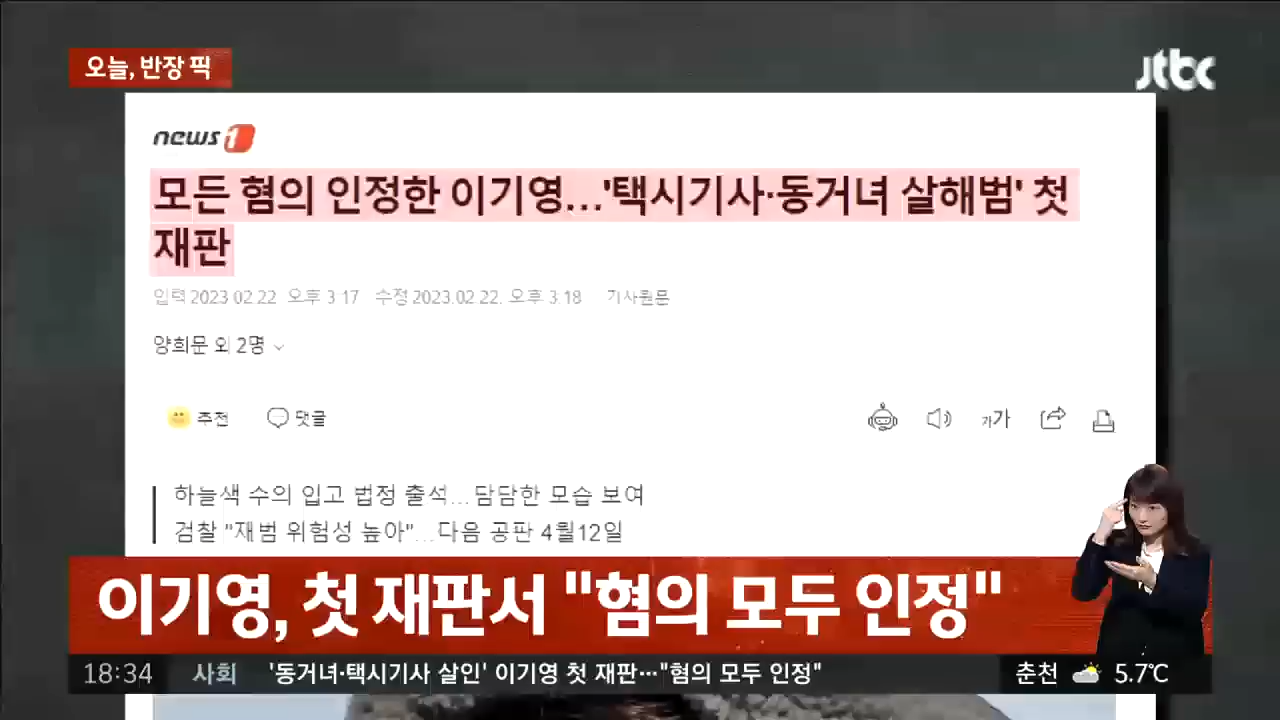 오늘, 반장 픽
jtbc
news1
모든 혐의 인정한 이기영...'택시기사·동거녀 살해범' 첫
재판
입력 2023.02.22. 오후 3:17 수정 2023.02.22. 오후 3:18 기사원문
양희문 외 2명
추천 댓글
가가
하늘색 수의 입고 법정 출석...담담한 모습 보여
검찰 "재범 위험성 높아"...다음 공판 4월12일
이기영, 첫 재판서 "혐의 모두 인정"
18:34 사회 '동거녀·택시기사 살인' 이기영 첫 재판…"혐의 모두 인정" 춘천 5.7℃